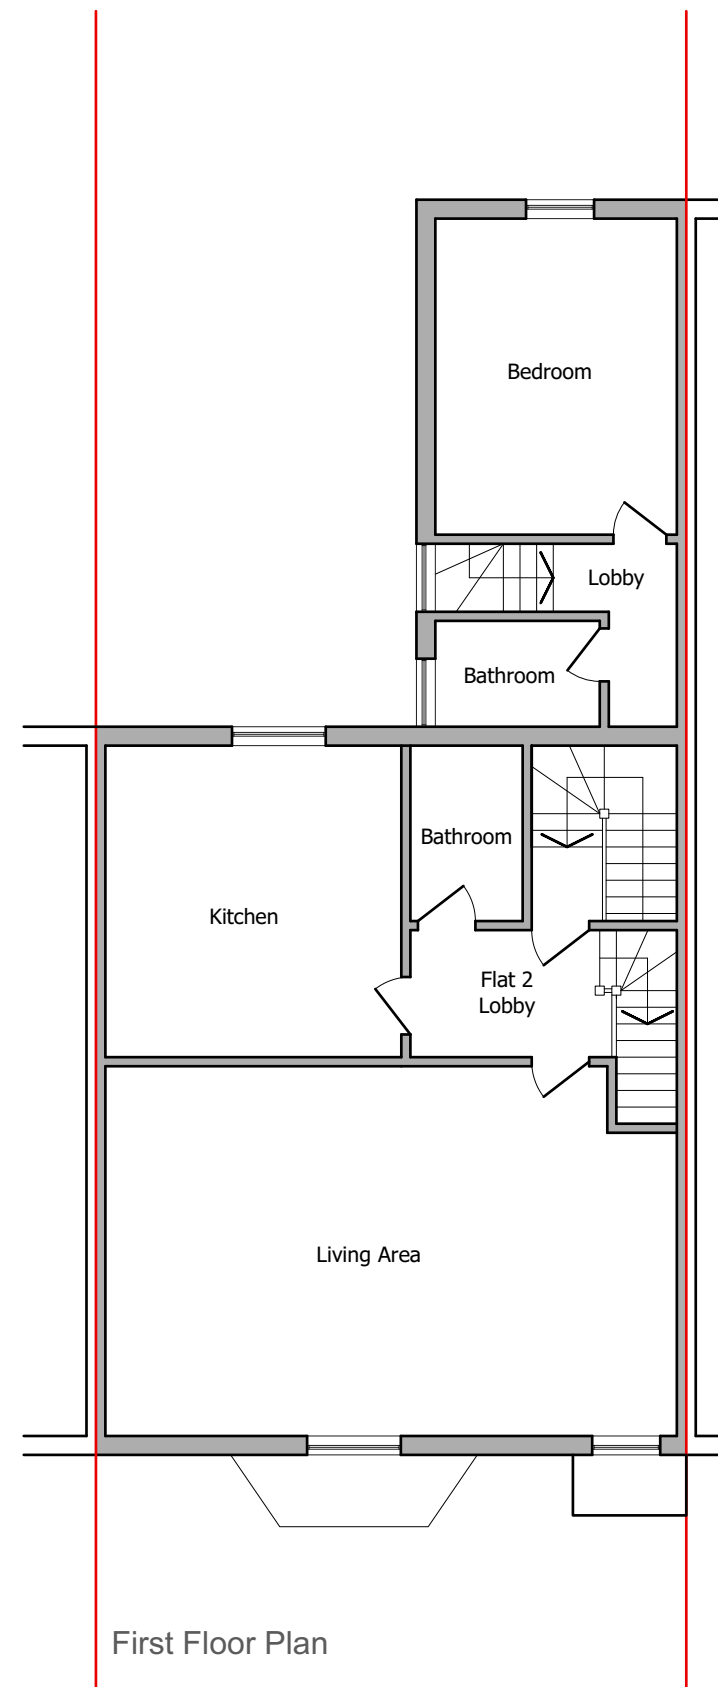 Bedroom
Lobby
Bathroom
Bathroom
Kitchen
Flat 2
Lobby
Living Area
First Floor Plan